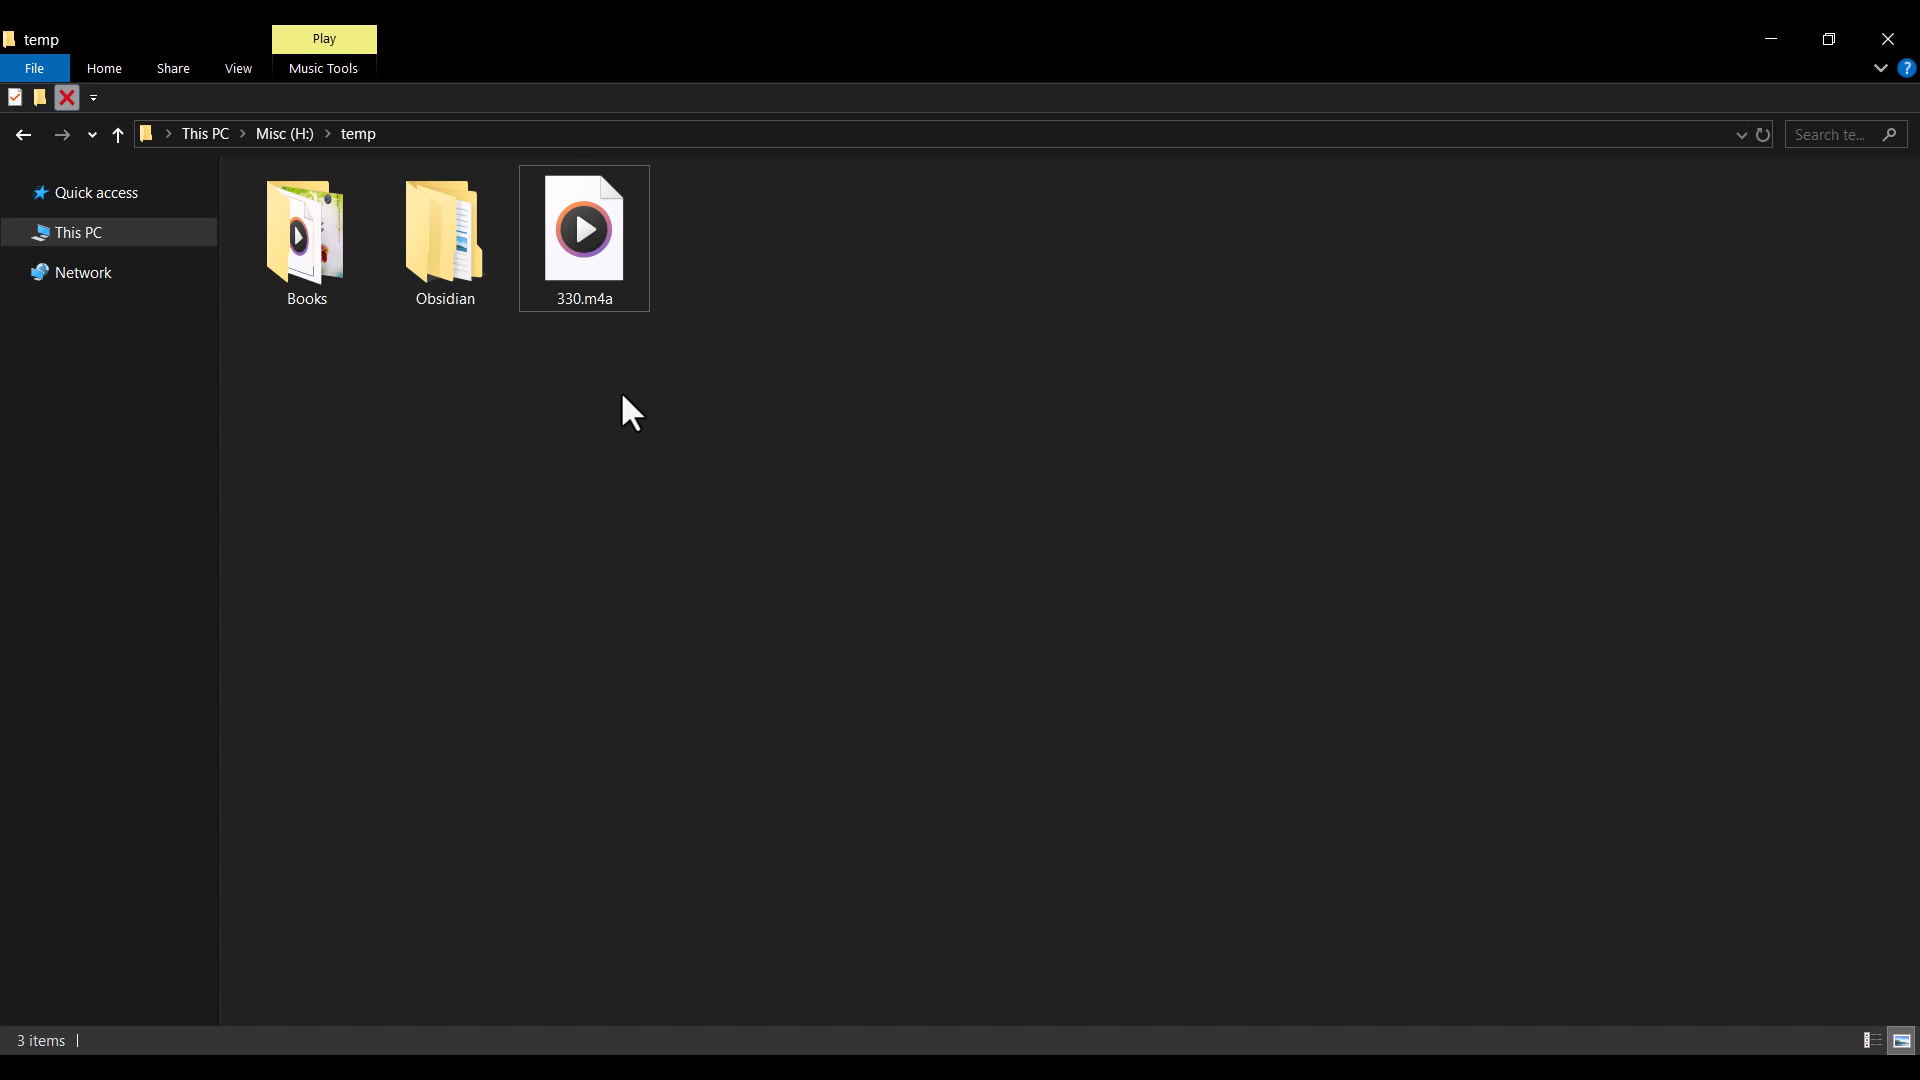 temp
Play
File Home Share View Music Tools
?
This PC > Misc (H:) > temp
Search te...
Quick access
This PC
Network
Books
Obsidian
330.m4a
3 items